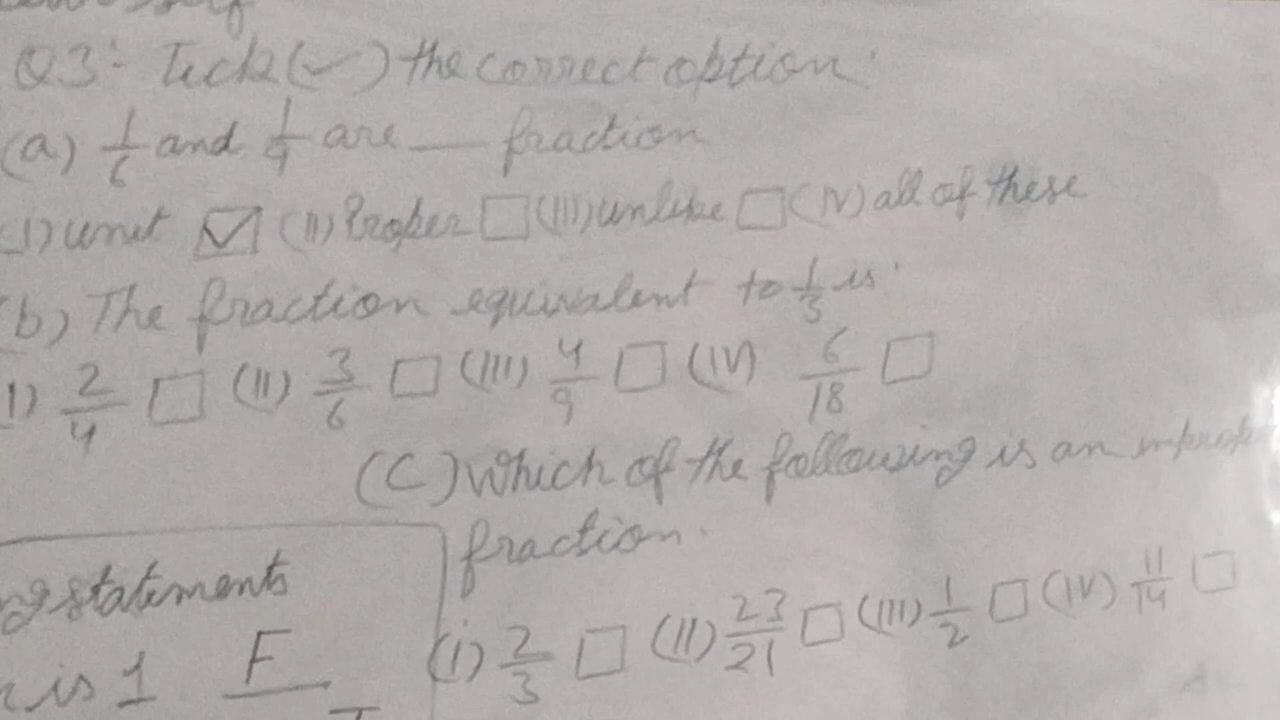 Q3:- Tick (✓) the correct option:
(a) 1/6 and 1/9 are __ fraction
(I) unit ☑ (II) Proper □ (III) unlike □ (IV) all of these
(b) The fraction equivalent to 1/3 is:
(I) 2/4 □ (II) 3/6 □ (III) 4/9 □ (IV) 6/18 □
(C) Which of the following is an
fraction.
(i) 2/3 □ (II) 23/21 □ (III) 1/2 □ (IV) 11/14 □
statements
is 1 F